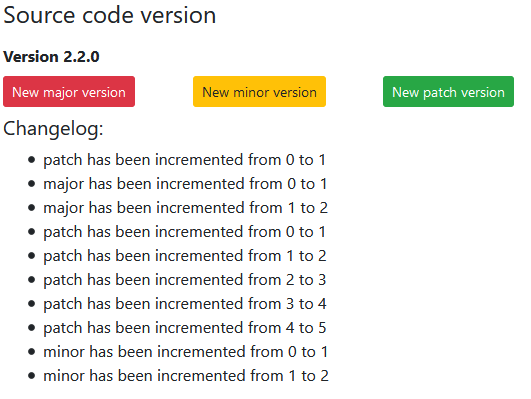 Source code version
Version 2.2.0
New major version
New minor version
New patch version
Changelog:
patch has been incremented from 0 to 1
major has been incremented from 0 to 1
major has been incremented from 1 to 2
patch has been incremented from 0 to 1
patch has been incremented from 1 to 2
patch has been incremented from 2 to 3
patch has been incremented from 3 to 4
patch has been incremented from 4 to 5
minor has been incremented from 0 to 1
minor has been incremented from 1 to 2